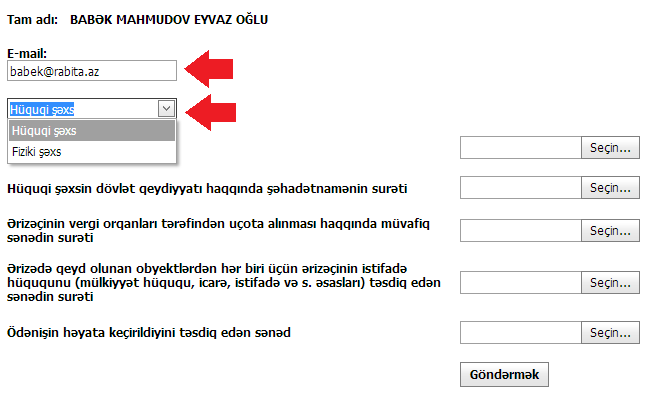 Tam adı: BABƏK MAHMUDOV EYVAZ OĞLU
E-mail:
babek@rabita.az
Hüquqi şəxs
Hüquqi şəxs
Fiziki şəxs
Seçin...
Hüquqi şəxsin dövlət qeydiyyatı haqqında şəhadətnamənin surəti
Seçin...
Ərizəçinin vergi orqanları tərəfindən uçota alınması haqqında müvafiq
sənədin surəti
Seçin...
Ərizədə qeyd olunan obyektlərdən hər biri üçün ərizəçinin istifadə
hüququnu (mülkiyyət hüququ, icarə, istifadə və s. əsasları) təsdiq edən
sənədin surəti
Seçin...
Ödənişin həyata keçirildiyini təsdiq edən sənəd
Seçin...
Göndərmək